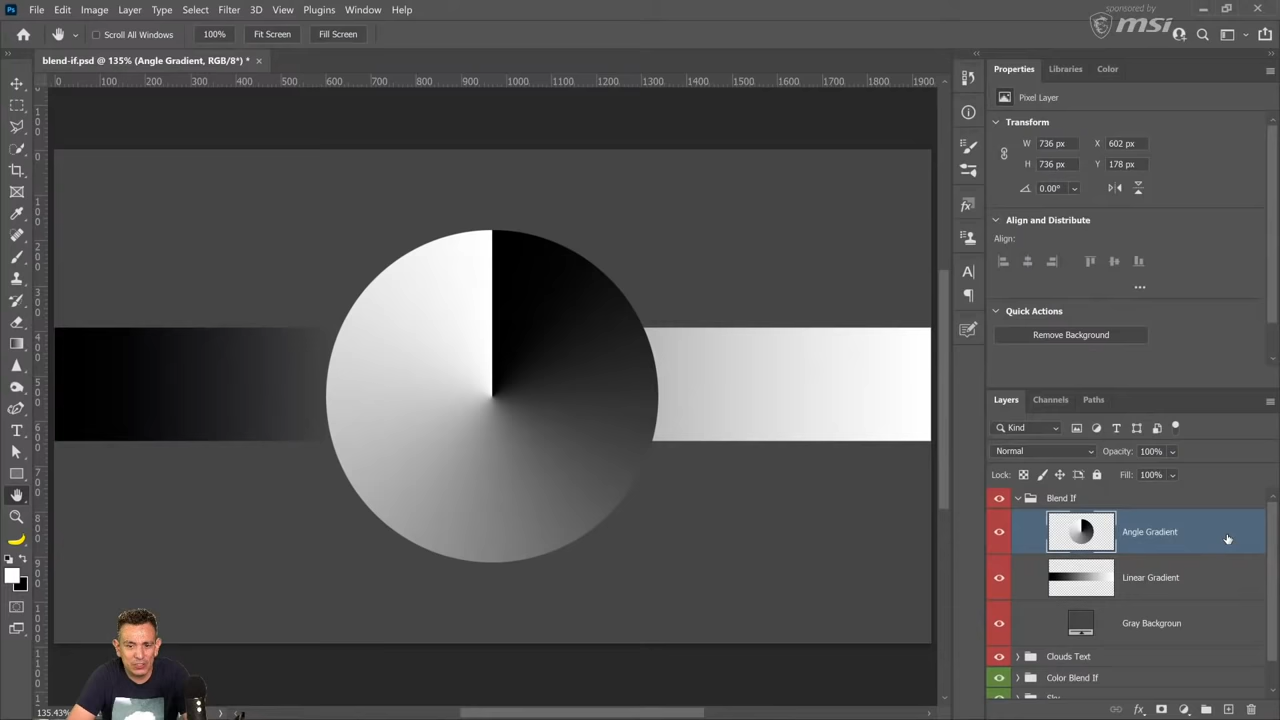 sponsored by
msi
Ps File Edit Image Layer Type Select Filter 3D View Plugins Window Help
Scroll All Windows 100% Fit Screen Fill Screen
blend-if.psd @ 135% (Angle Gradient, RGB/8*) * ×
0 100 200 300 400 500 600 700 800 900 1000 1100 1200 1300 1400 1500 1600 1700 1800 1900
Properties Libraries Color
Pixel Layer
Transform
W 736 px X 602 px
H 736 px Y 178 px
0.00°
Align and Distribute
Align:
Quick Actions
Remove Background
Layers Channels Paths
Kind
Normal Opacity: 100%
Lock: Fill: 100%
Blend If
Angle Gradient
Linear Gradient
Gray Backgroun
Clouds Text
Color Blend If
Sky
135.43%